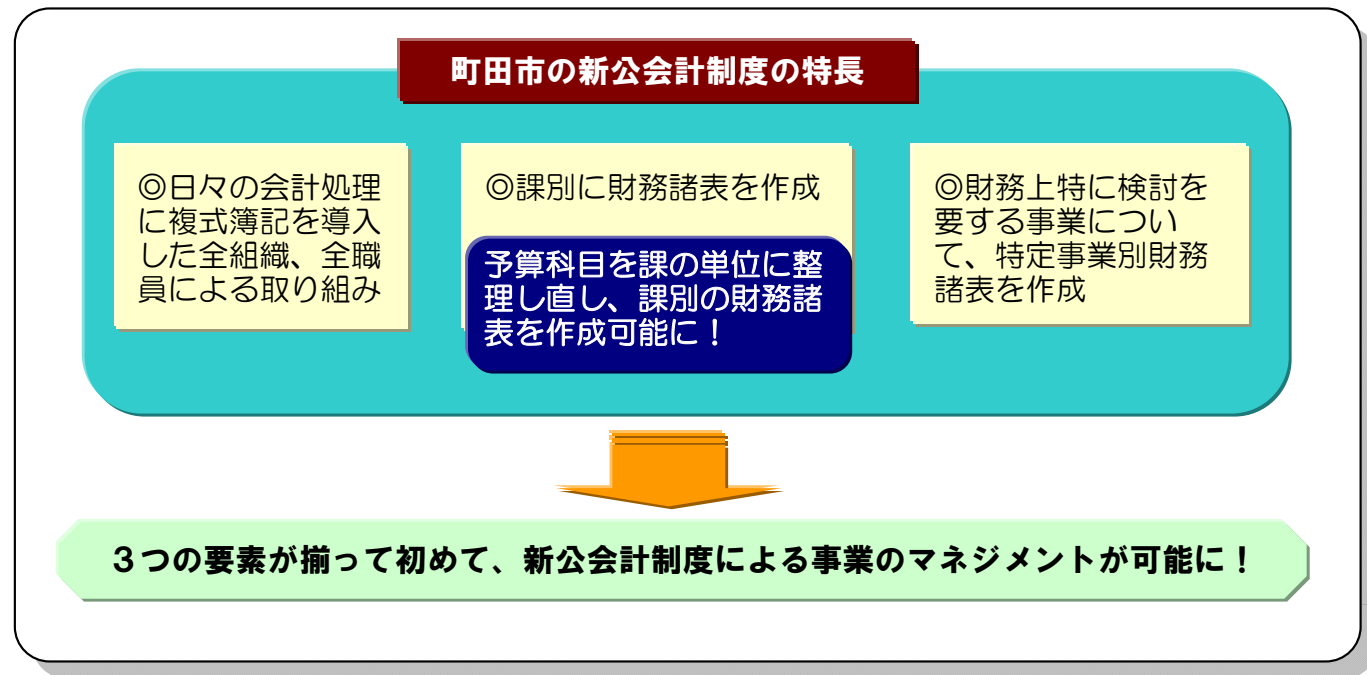 町田市の新公会計制度の特長
◎日々の会計処理
に複式簿記を導入
した全組織、全職
員による取り組み
◎課別に財務諸表を作成
予算科目を課の単位に整
理し直し、課別の財務諸
表を作成可能に！
◎財務上特に検討を
要する事業につい
て、特定事業別財務
諸表を作成
３つの要素が揃って初めて、新公会計制度による事業のマネジメントが可能に！